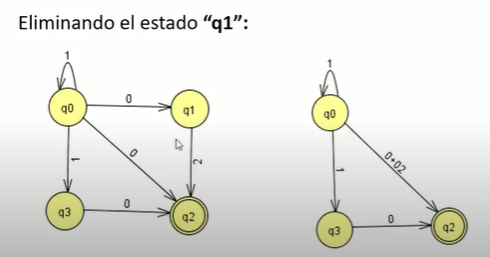 Eliminando el estado “q1”:
1
1
q0
0
q1
q0
0
1
2
0+02
1
q3
0
q2
q3
0
q2